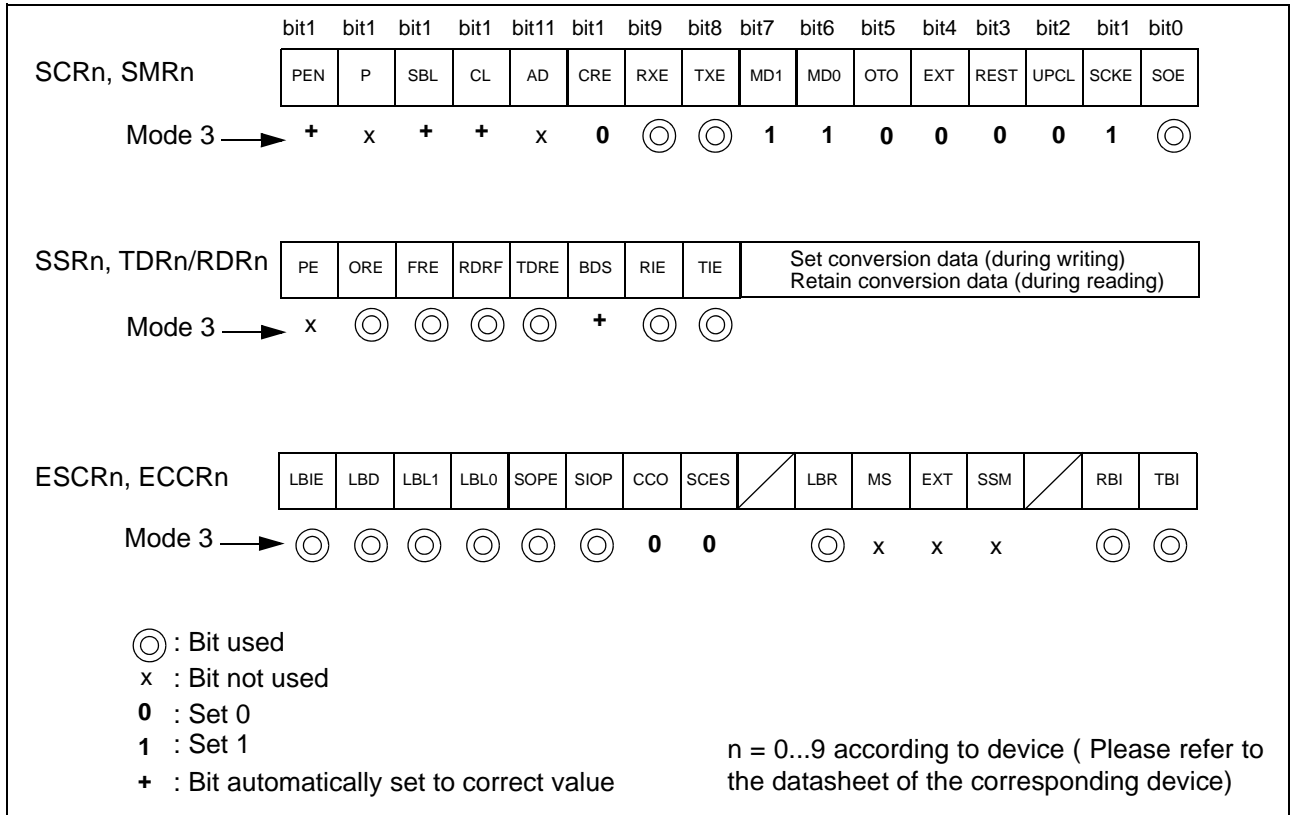 bit1 bit1 bit1 bit1 bit11 bit1 bit9 bit8 bit7 bit6 bit5 bit4 bit3 bit2 bit1 bit0
SCRn, SMRn PEN P SBL CL AD CRE RXE TXE MD1 MD0 OTO EXT REST UPCL SCKE SOE
Mode 3 + x + + x 0 ◎ ◎ 1 1 0 0 0 0 1 ◎
SSRn, TDRn/RDRn PE ORE FRE RDRF TDRE BDS RIE TIE Set conversion data (during writing)
Retain conversion data (during reading)
Mode 3 x ◎ ◎ ◎ ◎ + ◎ ◎
ESCRn, ECCRn LBIE LBD LBL1 LBL0 SOPE SIOP CCO SCES LBR MS EXT SSM RBI TBI
Mode 3 ◎ ◎ ◎ ◎ ◎ ◎ 0 0 ◎ x x x ◎ ◎
◎ : Bit used
x : Bit not used
0 : Set 0
1 : Set 1
+ : Bit automatically set to correct value
n = 0...9 according to device ( Please refer to
the datasheet of the corresponding device)